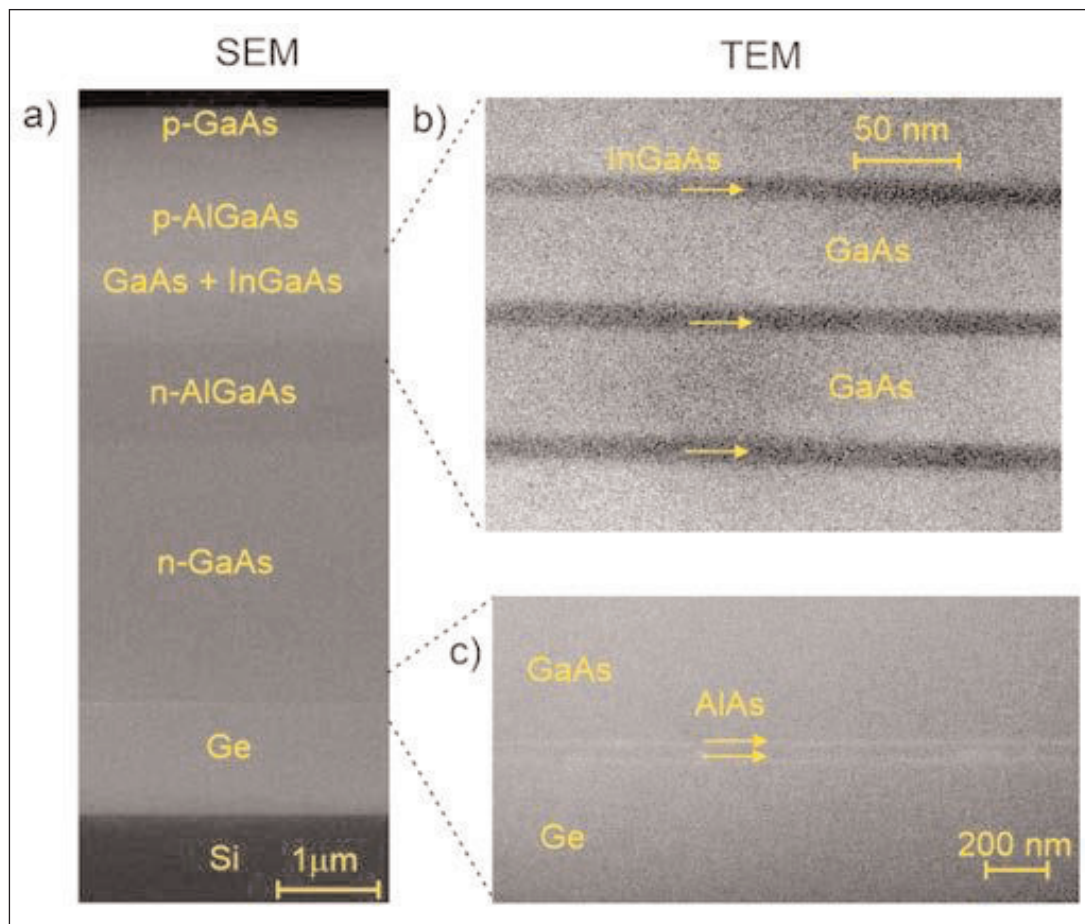 SEM
TEM
a)
p-GaAs
p-AlGaAs
GaAs + InGaAs
n-AlGaAs
n-GaAs
Ge
Si
1μm
b)
50 nm
InGaAs
GaAs
GaAs
c)
GaAs
AlAs
Ge
200 nm